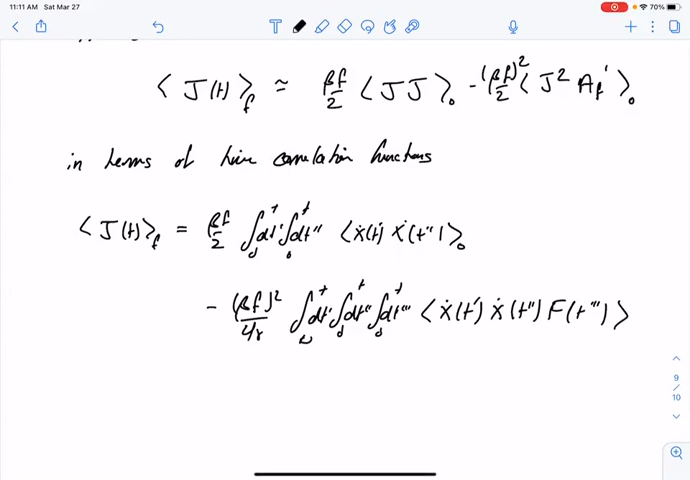 11:11 AM Sat Mar 27
70%
⟨ J(t) ⟩_f ≃ βf/2 ⟨ J J ⟩_0 - (βf)^2/2 ⟨ J^2 A_f' ⟩_0
in terms of time correlation functions
⟨ J(t) ⟩_f = βf/2 ∫_0^t dt' ∫_0^t dt'' ⟨ ẋ(t') ẋ(t'') ⟩_0
- (βf)^2/4γ ∫_0^t dt' ∫_0^t dt'' ∫_0^t dt''' ⟨ ẋ(t') ẋ(t'') F(t''') ⟩
9
/
10